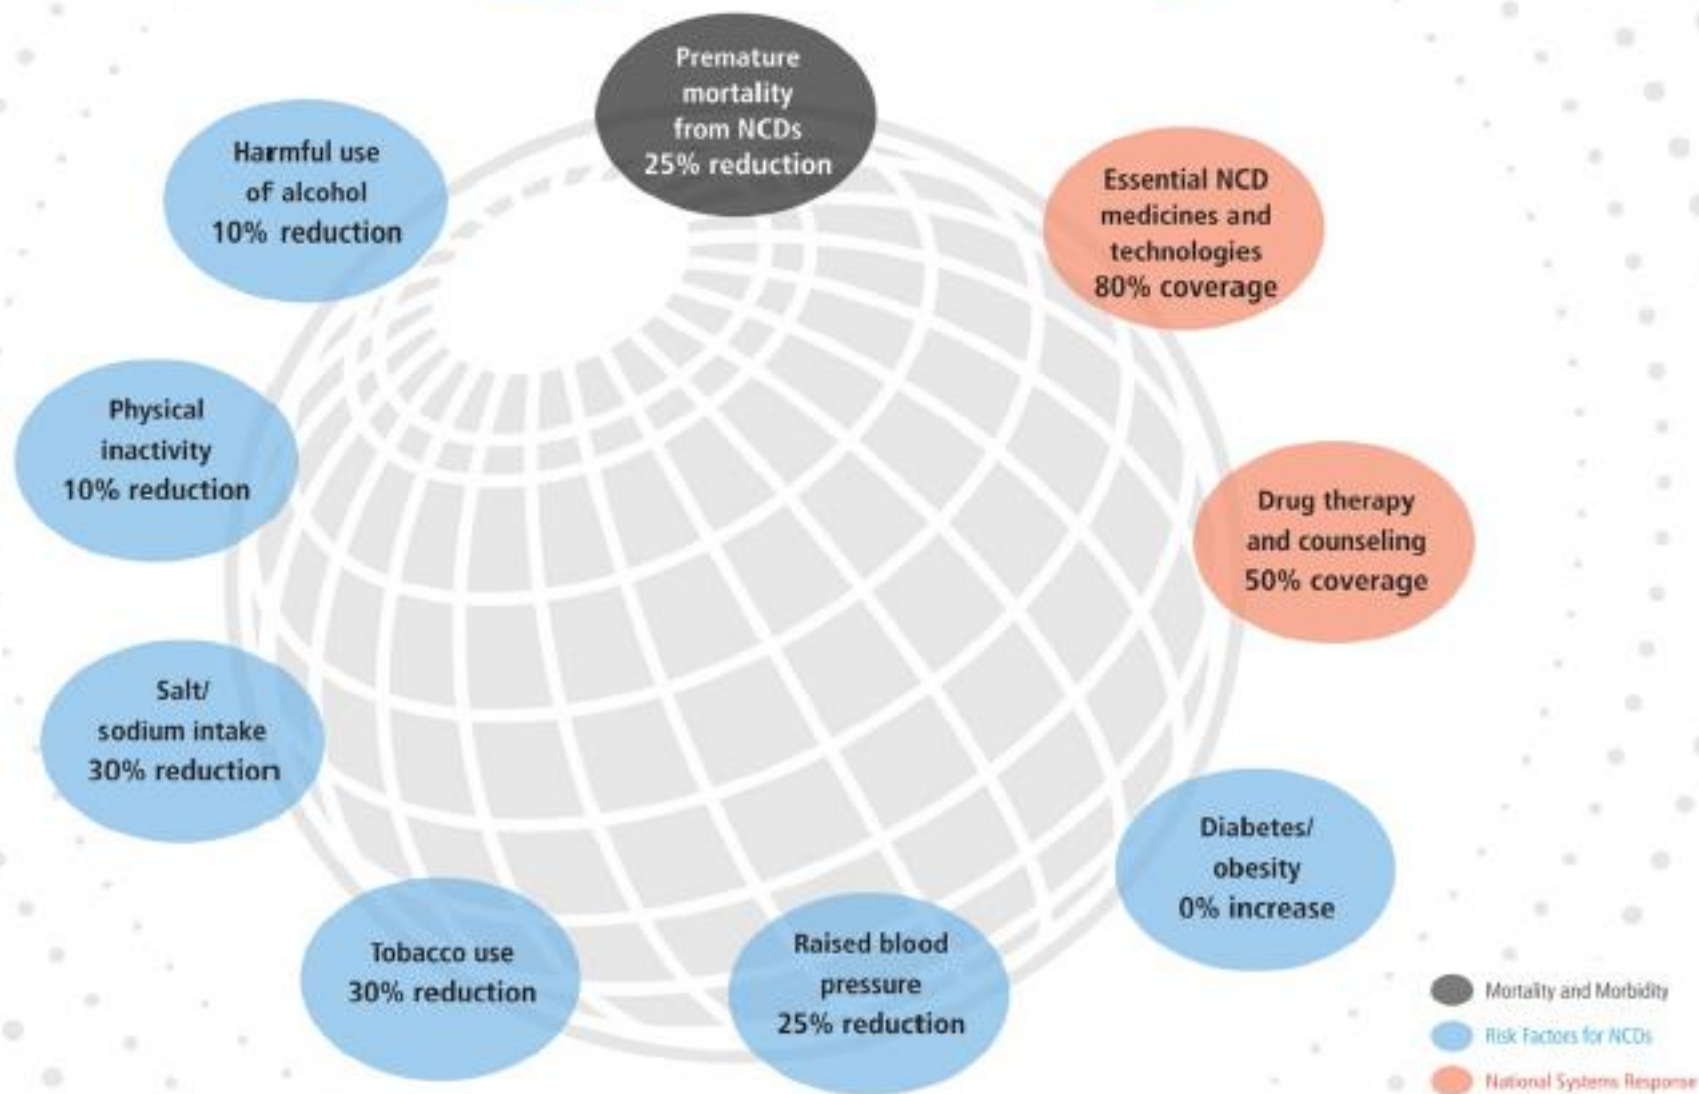 Premature
mortality
from NCDs
25% reduction
Harmful use
of alcohol
10% reduction
Essential NCD
medicines and
technologies
80% coverage
Physical
inactivity
10% reduction
Drug therapy
and counseling
50% coverage
Salt/
sodium intake
30% reduction
Diabetes/
obesity
0% increase
Tobacco use
30% reduction
Raised blood
pressure
25% reduction
Mortality and Morbidity
Risk Factors for NCDs
National Systems Response